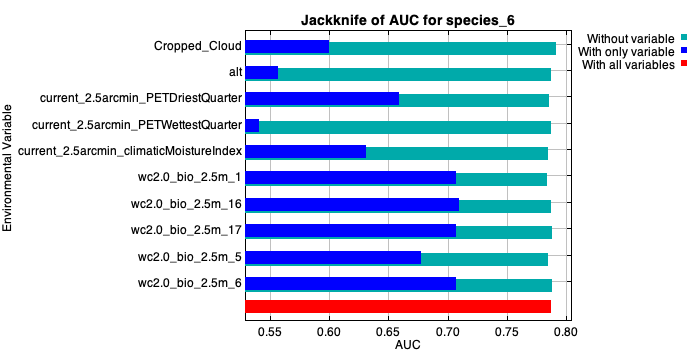 Jackknife of AUC for species_6
Without variable
With only variable
With all variables
Environmental Variable
Cropped_Cloud
alt
current_2.5arcmin_PETDriestQuarter
current_2.5arcmin_PETWettestQuarter
current_2.5arcmin_climaticMoistureIndex
wc2.0_bio_2.5m_1
wc2.0_bio_2.5m_16
wc2.0_bio_2.5m_17
wc2.0_bio_2.5m_5
wc2.0_bio_2.5m_6
0.55 0.60 0.65 0.70 0.75 0.80
AUC